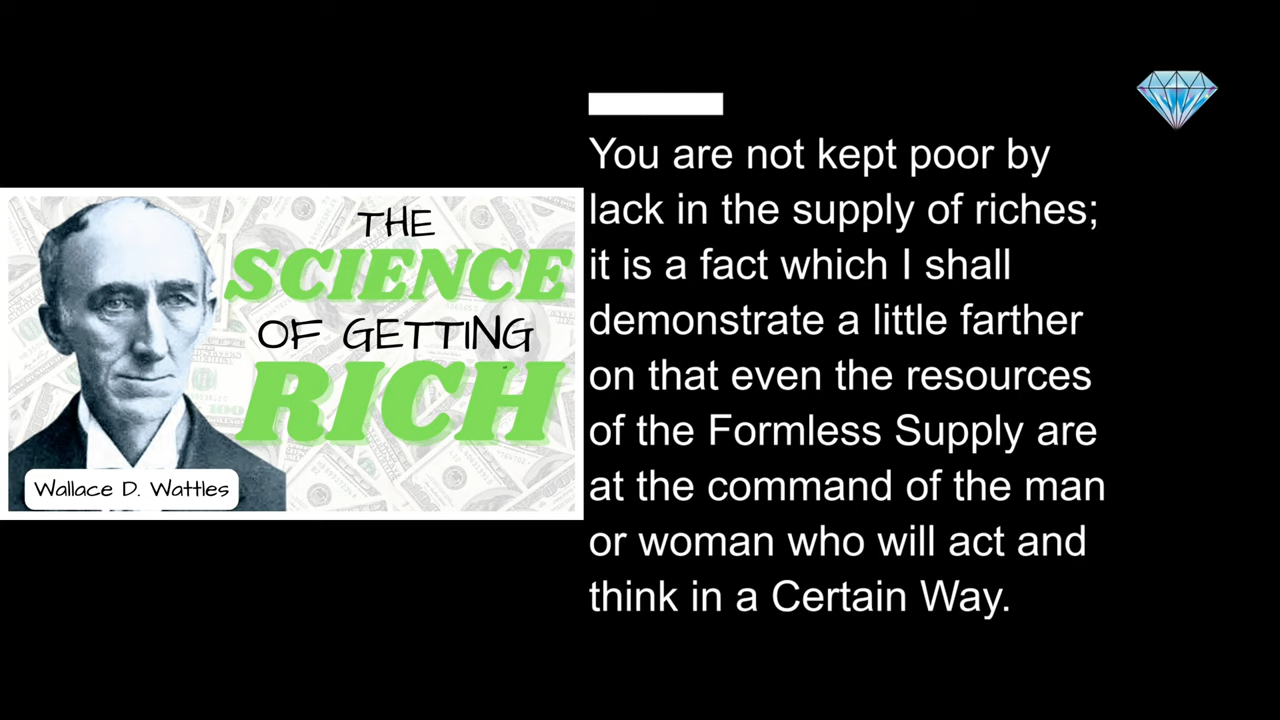 THE
SCIENCE
OF GETTING
RICH
Wallace D. Wattles
You are not kept poor by
lack in the supply of riches;
it is a fact which I shall
demonstrate a little farther
on that even the resources
of the Formless Supply are
at the command of the man
or woman who will act and
think in a Certain Way.